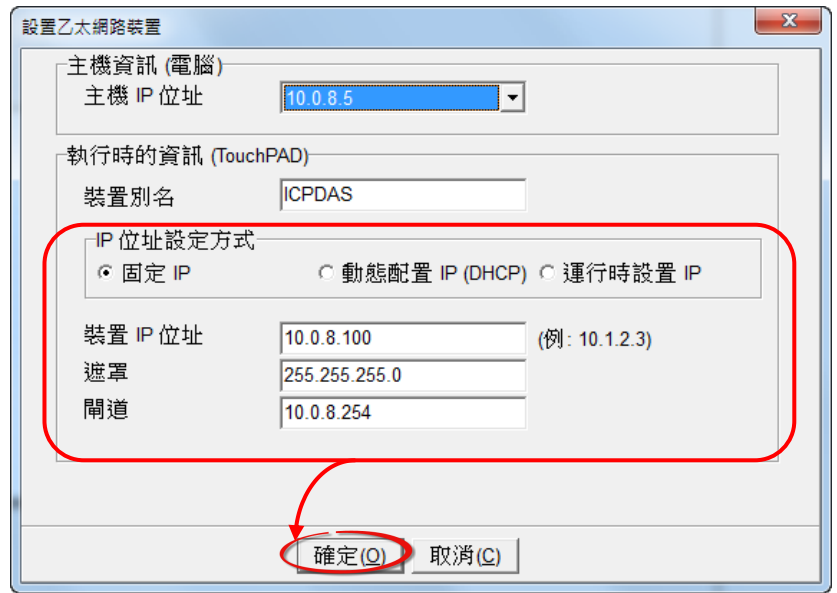 設置乙太網路裝置
主機資訊 (電腦)
主機 IP 位址 10.0.8.5
執行時的資訊 (TouchPAD)
裝置別名 ICPDAS
IP 位址設定方式
固定 IP 動態配置 IP (DHCP) 運行時設置 IP
裝置 IP 位址 10.0.8.100 (例 : 10.1.2.3)
遮罩 255.255.255.0
閘道 10.0.8.254
確定(O) 取消(C)